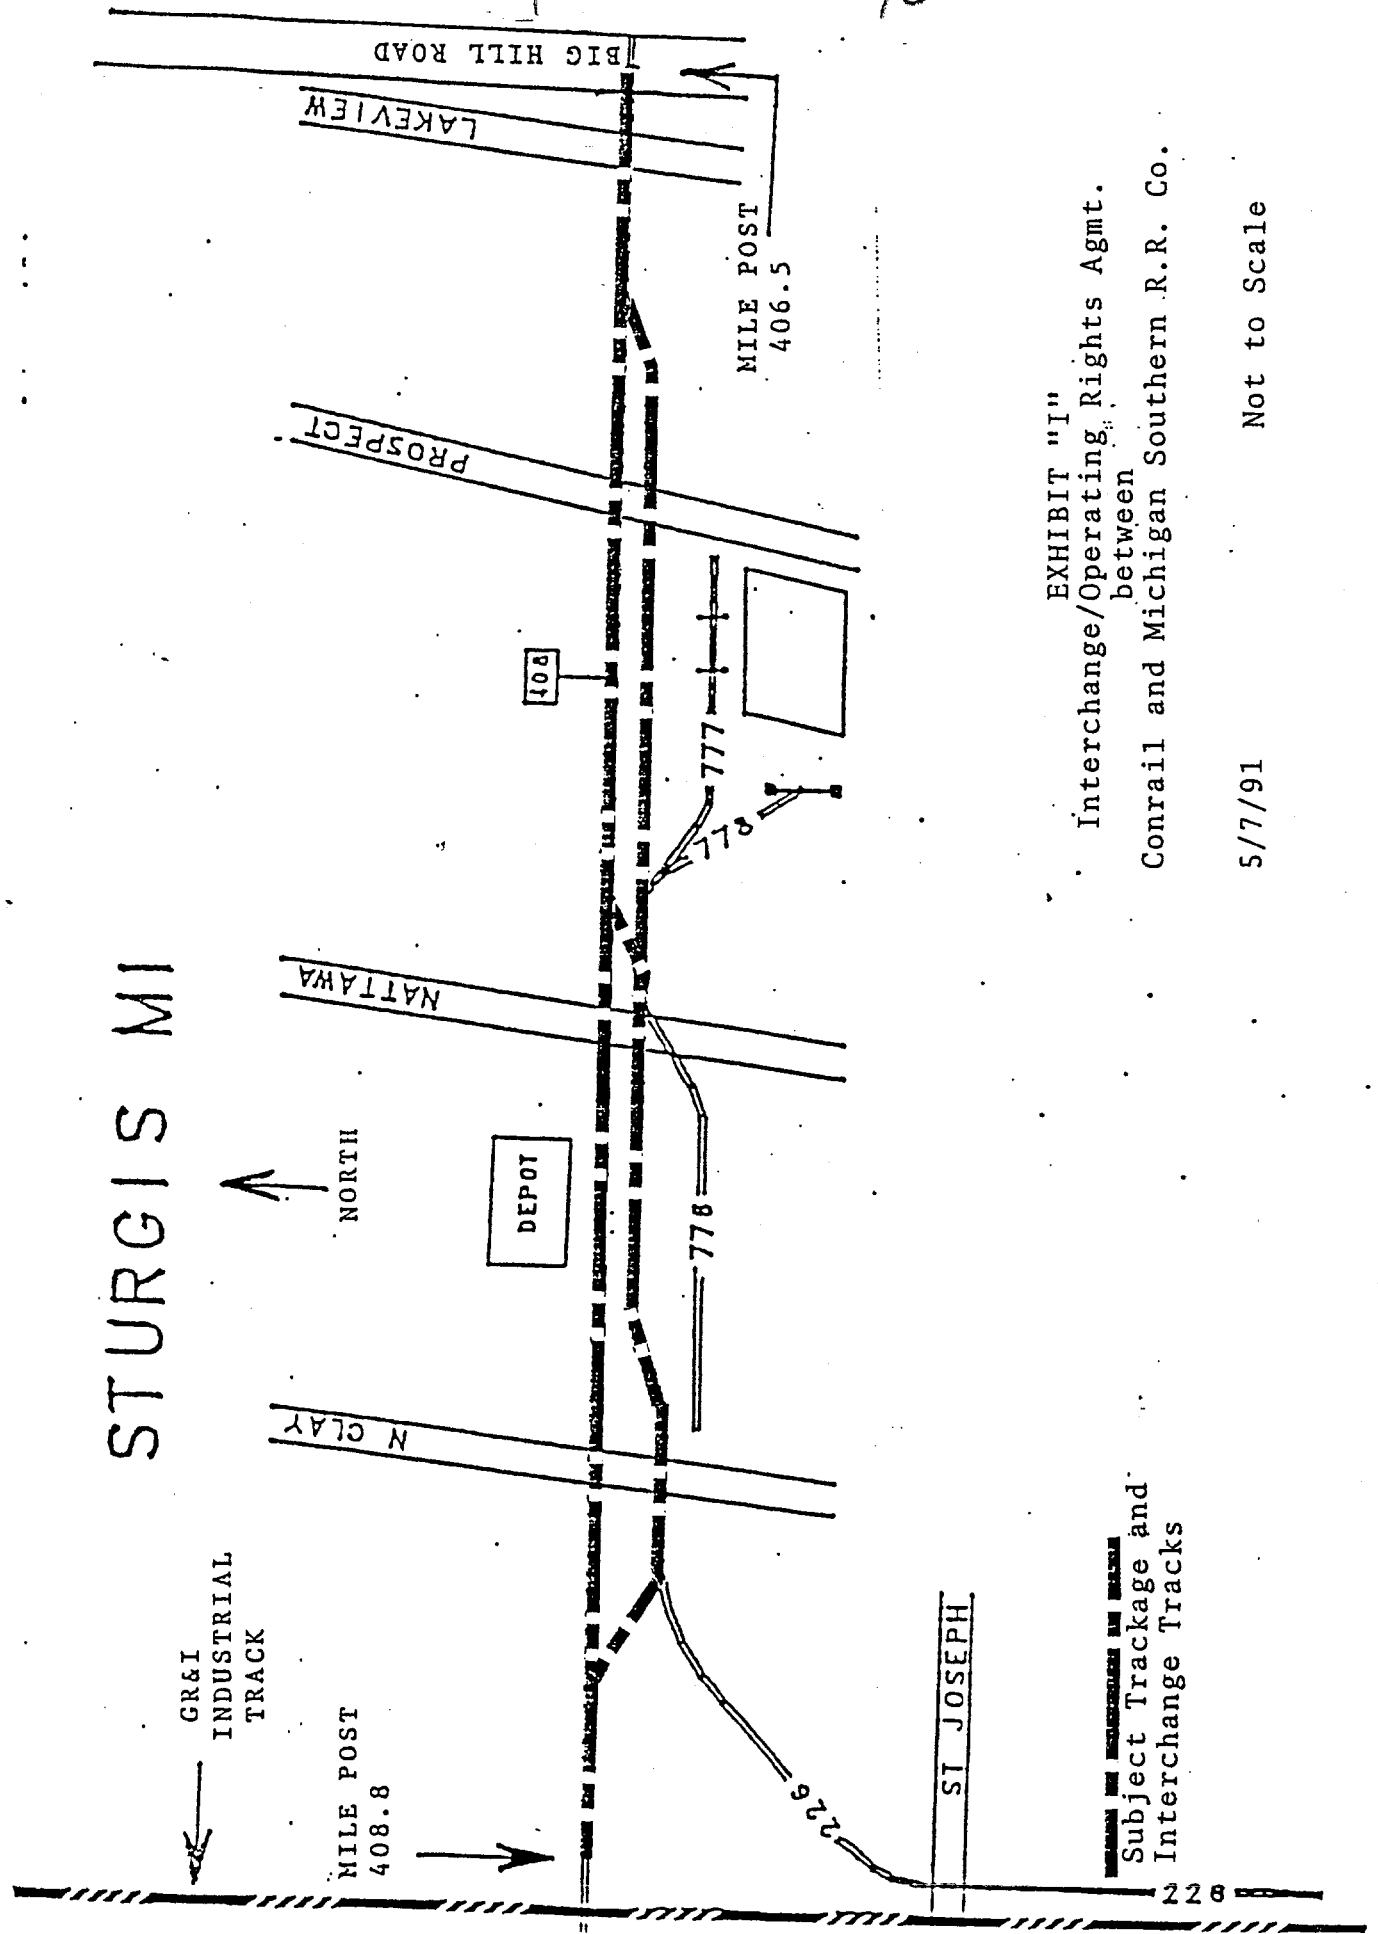 STURGIS MI
NORTH
GR&I
INDUSTRIAL
TRACK
MILE POST
408.8
N CLAY
DEPOT
NATTAWA
PROSPECT
LAKEVIEW
BIG HILL ROAD
MILE POST
406.5
778
778
777
226
228
ST JOSEPH
Subject Trackage and
Interchange Tracks
EXHIBIT "I"
Interchange/Operating Rights Agmt.
between
Conrail and Michigan Southern R.R. Co.
5/7/91
Not to Scale